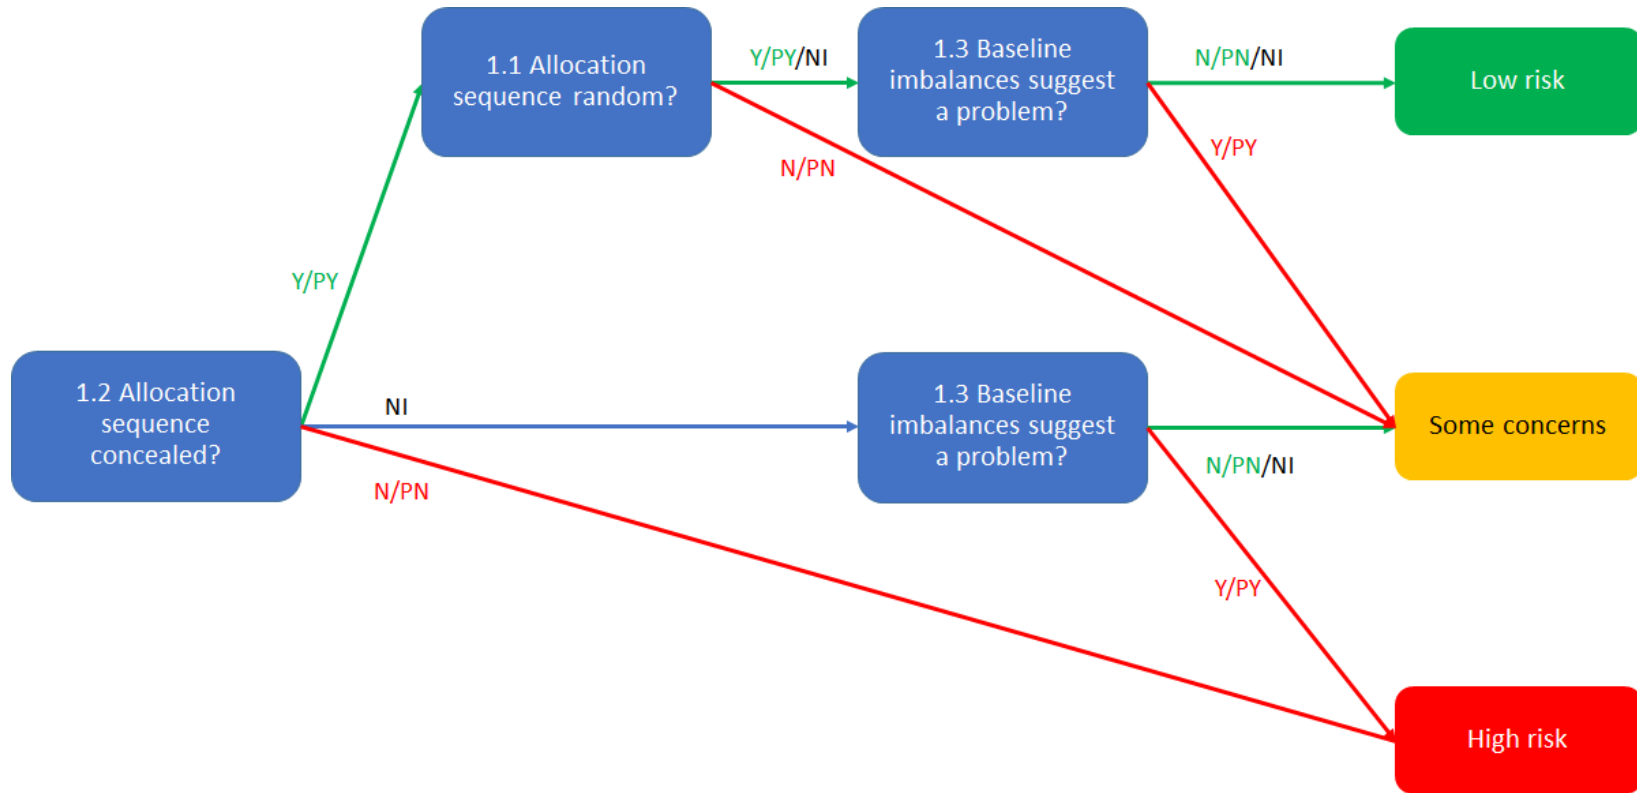 1.1 Allocation
sequence random?
Y/PY/NI
1.3 Baseline
imbalances suggest
a problem?
N/PN/NI
Low risk
N/PN
Y/PY
Y/PY
1.2 Allocation
sequence
concealed?
NI
N/PN
1.3 Baseline
imbalances suggest
a problem?
N/PN/NI
Some concerns
Y/PY
High risk